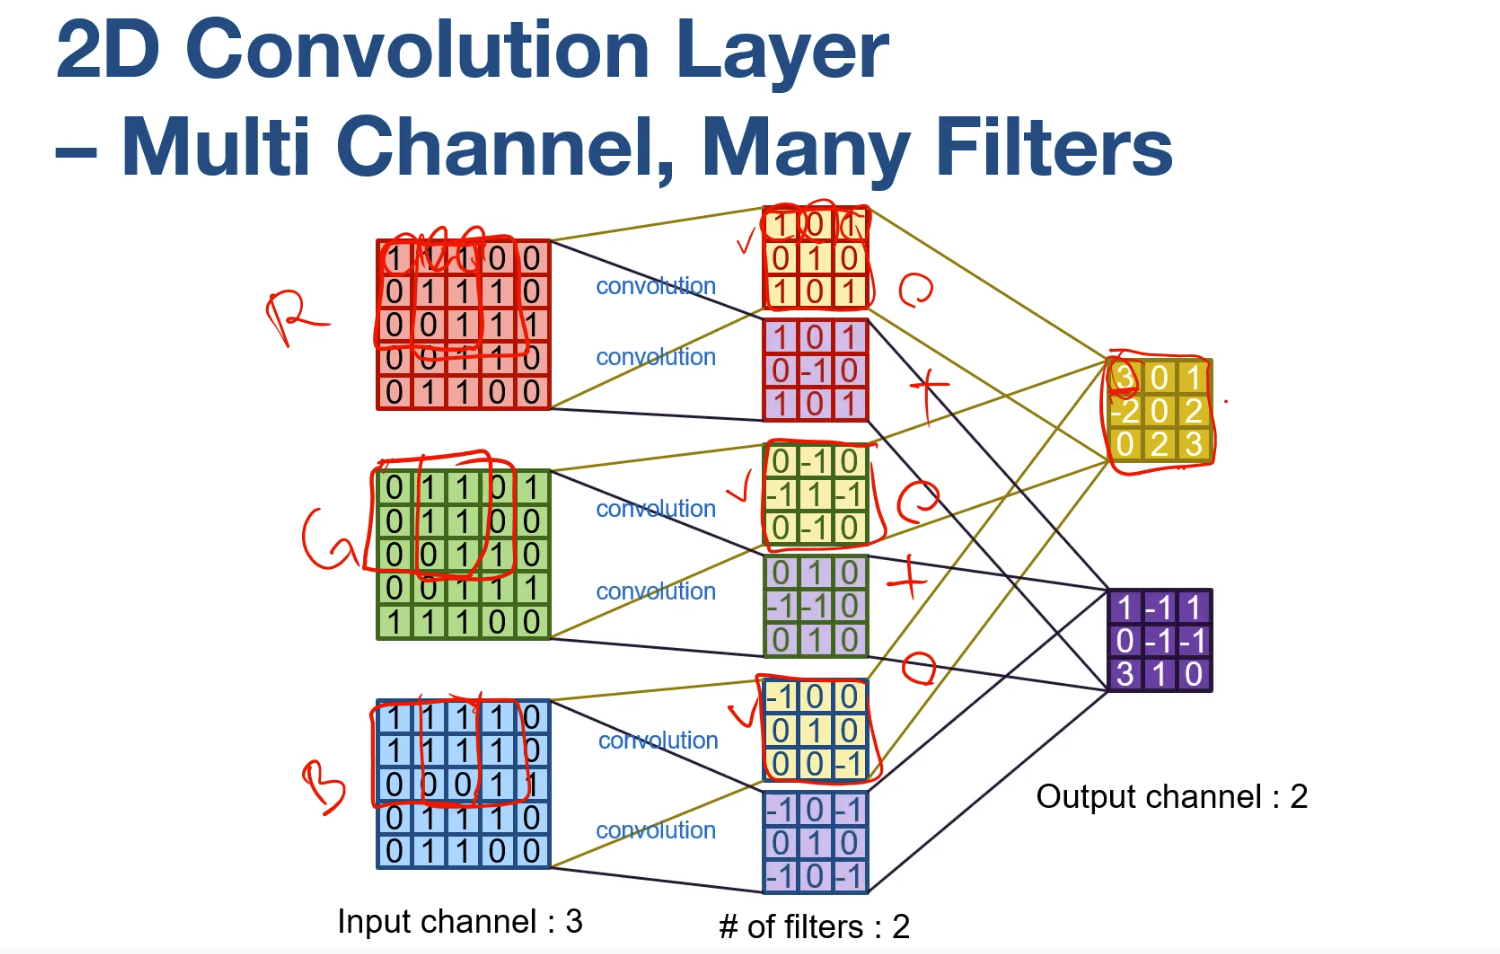 2D Convolution Layer
– Multi Channel, Many Filters
R
1 1 1 0 0
0 1 1 1 0
0 0 1 1 1
0 0 1 1 0
0 1 1 0 0
convolution
convolution
1 0 1
0 1 0
1 0 1
1 0 1
0 -1 0
1 0 1
+
3 0 1
-2 0 2
0 2 3
G
0 1 1 0 1
0 1 1 0 0
0 0 1 1 0
0 0 1 1 1
1 1 1 0 0
convolution
convolution
0 -1 0
-1 1 -1
0 -1 0
0 1 0
-1 -1 0
0 1 0
+
1 -1 1
0 -1 -1
3 1 0
B
1 1 1 1 0
1 1 1 1 0
0 0 0 1 1
0 1 1 1 0
0 1 1 0 0
convolution
convolution
-1 0 0
0 1 0
0 0 -1
-1 0 -1
0 1 0
-1 0 -1
Output channel : 2
Input channel : 3
# of filters : 2